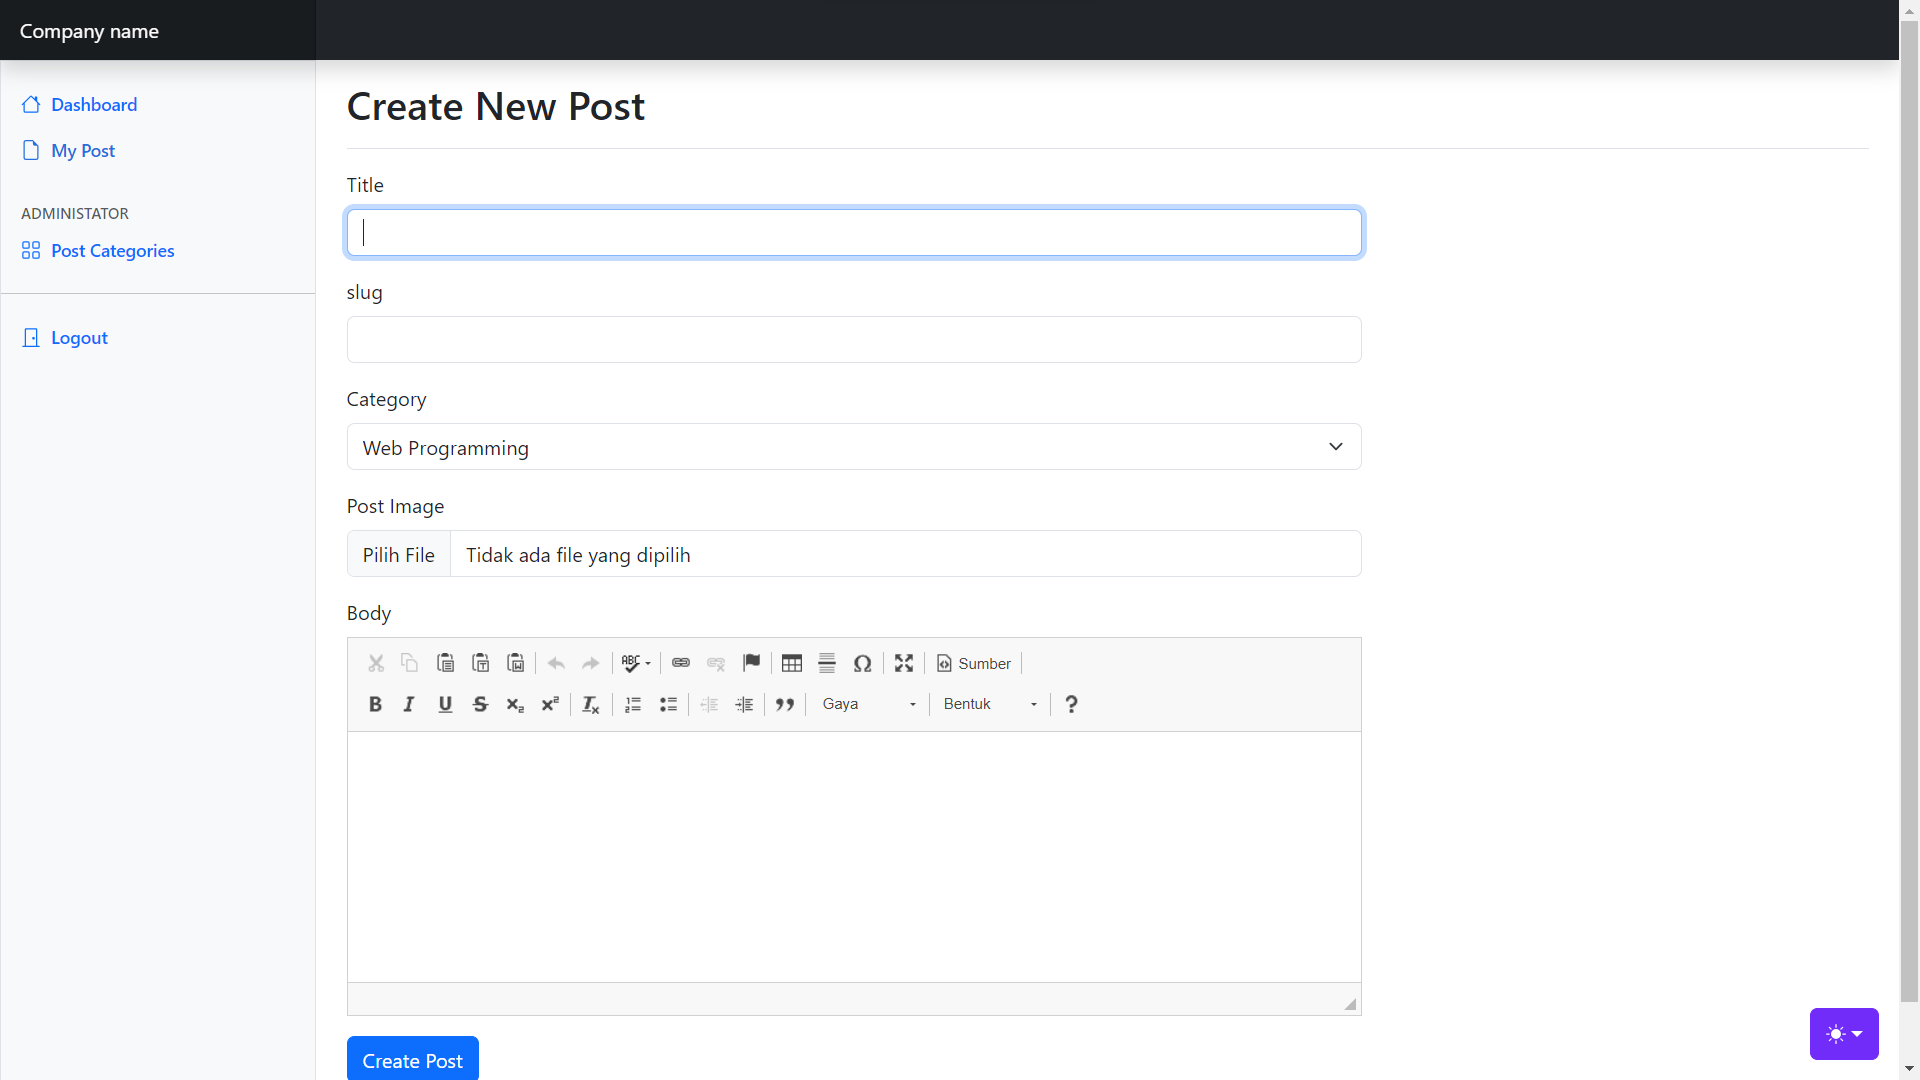 Company name
Dashboard
My Post
ADMINISTATOR
Post Categories
Logout
Create New Post
Title
slug
Category
Web Programming
Post Image
Pilih File Tidak ada file yang dipilih
Body
ABC Sumber
Gaya Bentuk
Create Post